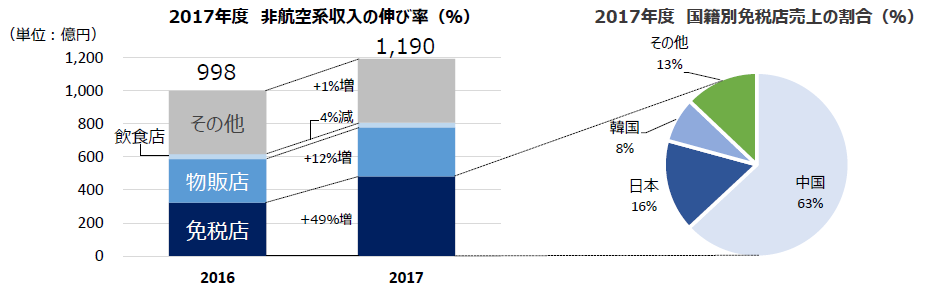 2017年度 非航空系収入の伸び率（%）
（単位：億円）
1,200
1,000
800
600
400
200
0
998
1,190
その他
飲食店
物販店
免税店
+1%増
4%減
+12%増
+49%増
2016
2017
2017年度 国籍別免税店売上の割合（%）
その他
13%
韓国
8%
日本
16%
中国
63%